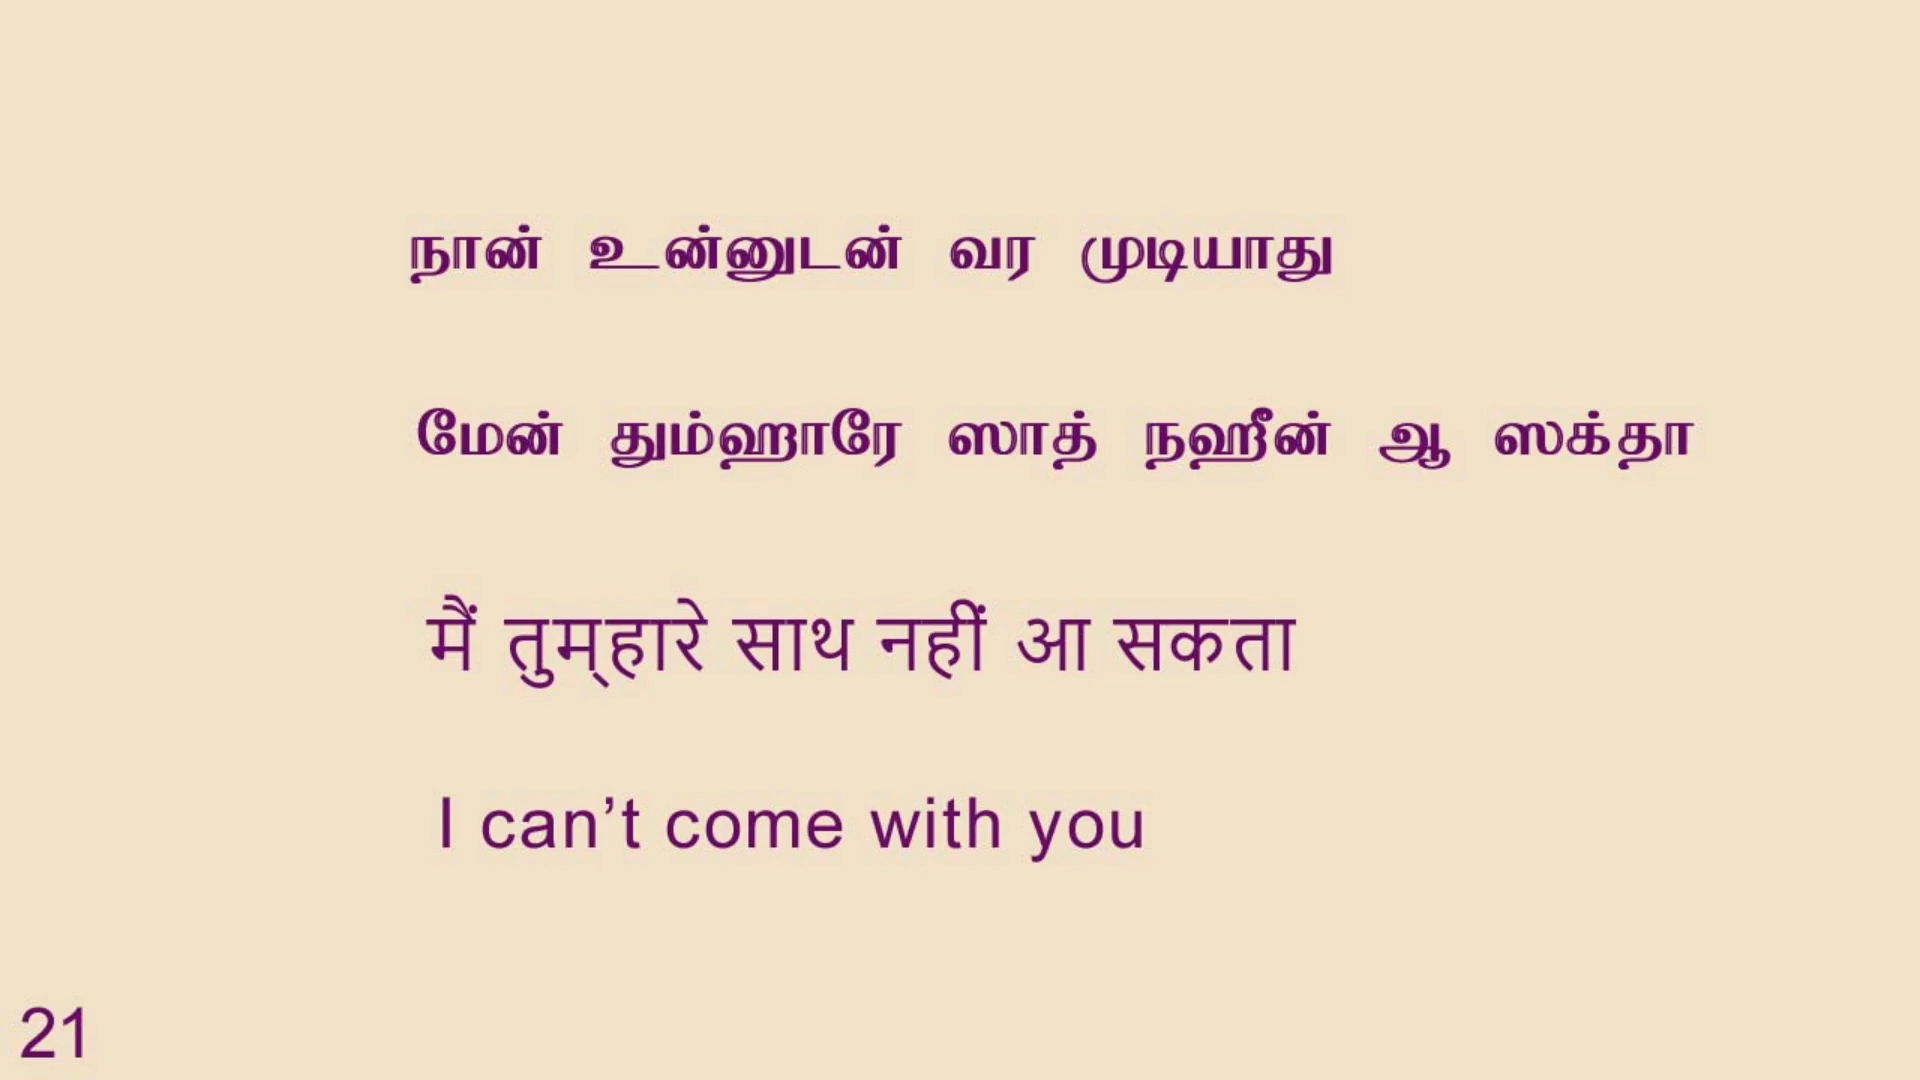 நான் உன்னுடன் வர முடியாது
மேன் தும்ஹாரே ஸாத் நஹீன் ஆ ஸக்தா
मैं तुम्‌हारे साथ नहीं आ सकता
I can’t come with you
21